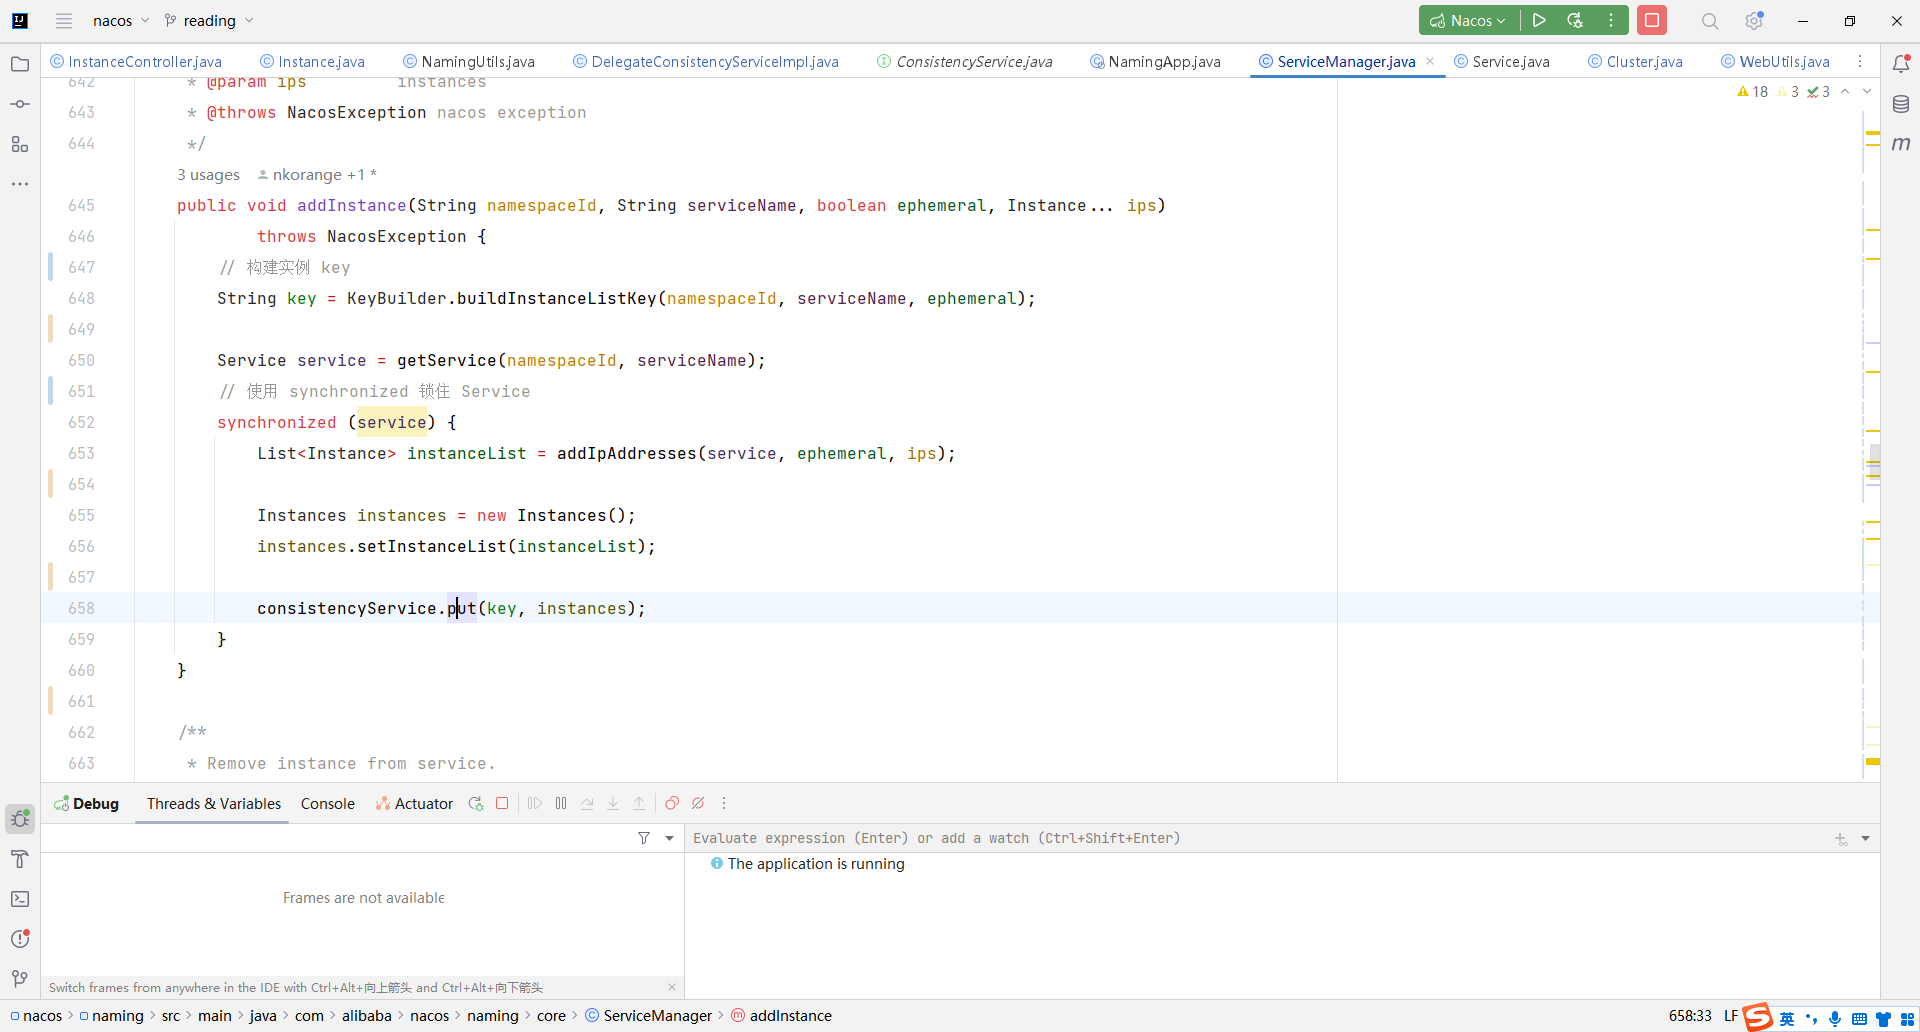 nacos reading Nacos
InstanceController.java Instance.java NamingUtils.java DelegateConsistencyServiceImpl.java ConsistencyService.java NamingApp.java ServiceManager.java Service.java Cluster.java WebUtils.java
18 3 3
642 * @param ips instances
643 * @throws NacosException nacos exception
644 */
3 usages nkorange +1 *
645 public void addInstance(String namespaceId, String serviceName, boolean ephemeral, Instance... ips)
646 throws NacosException {
647 // 构建实例 key
648 String key = KeyBuilder.buildInstanceListKey(namespaceId, serviceName, ephemeral);
649
650 Service service = getService(namespaceId, serviceName);
651 // 使用 synchronized 锁住 Service
652 synchronized (service) {
653 List<Instance> instanceList = addIpAddresses(service, ephemeral, ips);
654
655 Instances instances = new Instances();
656 instances.setInstanceList(instanceList);
657
658 consistencyService.put(key, instances);
659 }
660 }
661
662 /**
663 * Remove instance from service.
Debug Threads & Variables Console Actuator
Evaluate expression (Enter) or add a watch (Ctrl+Shift+Enter)
The application is running
Frames are not available
Switch frames from anywhere in the IDE with Ctrl+Alt+向上箭头 and Ctrl+Alt+向下箭头
nacos naming src main java com alibaba nacos naming core ServiceManager addInstance 658:33 LF 英